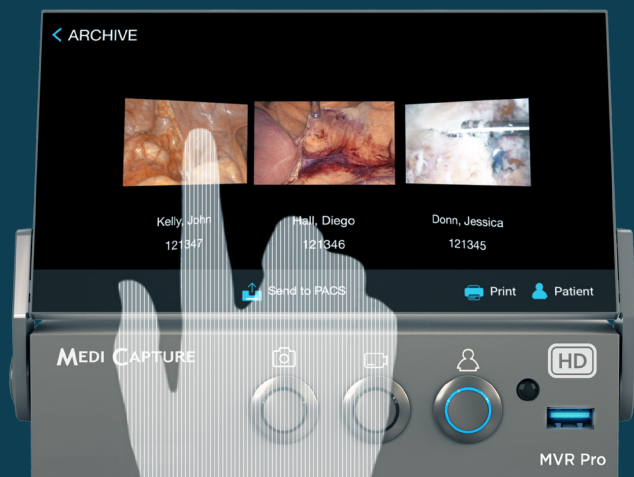 < ARCHIVE
Kelly, John
121347
Hall, Diego
121346
Donn, Jessica
121345
Send to PACS
Print
Patient
MEDI CAPTURE
HD
MVR Pro